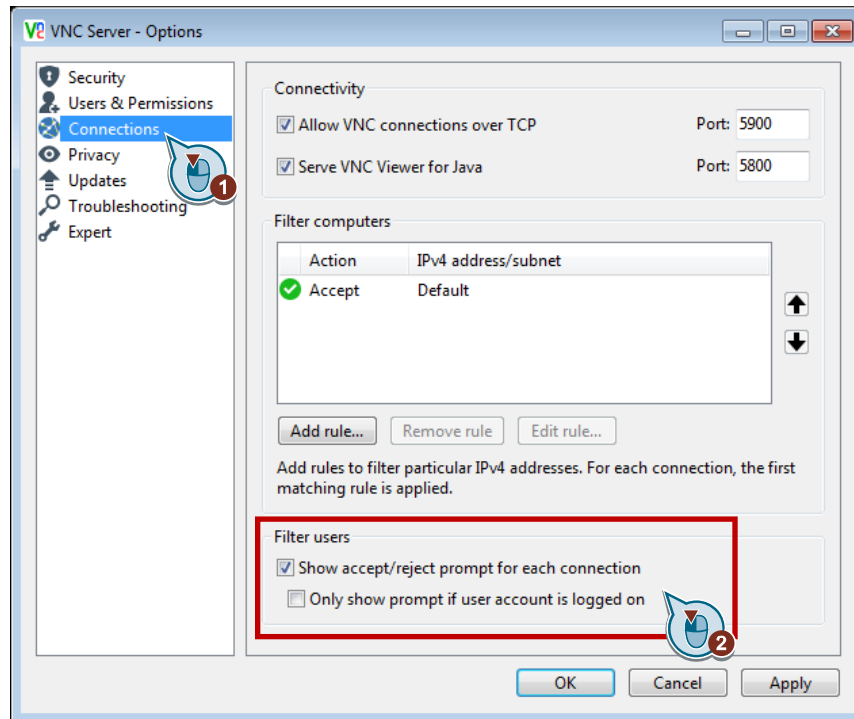 VNC Server - Options
Security
Users & Permissions
Connections
Privacy
Updates
Troubleshooting
Expert
1
Connectivity
Allow VNC connections over TCP
Port: 5900
Serve VNC Viewer for Java
Port: 5800
Filter computers
Action IPv4 address/subnet
Accept Default
Add rule... Remove rule Edit rule...
Add rules to filter particular IPv4 addresses. For each connection, the first
matching rule is applied.
Filter users
Show accept/reject prompt for each connection
Only show prompt if user account is logged on
2
OK Cancel Apply